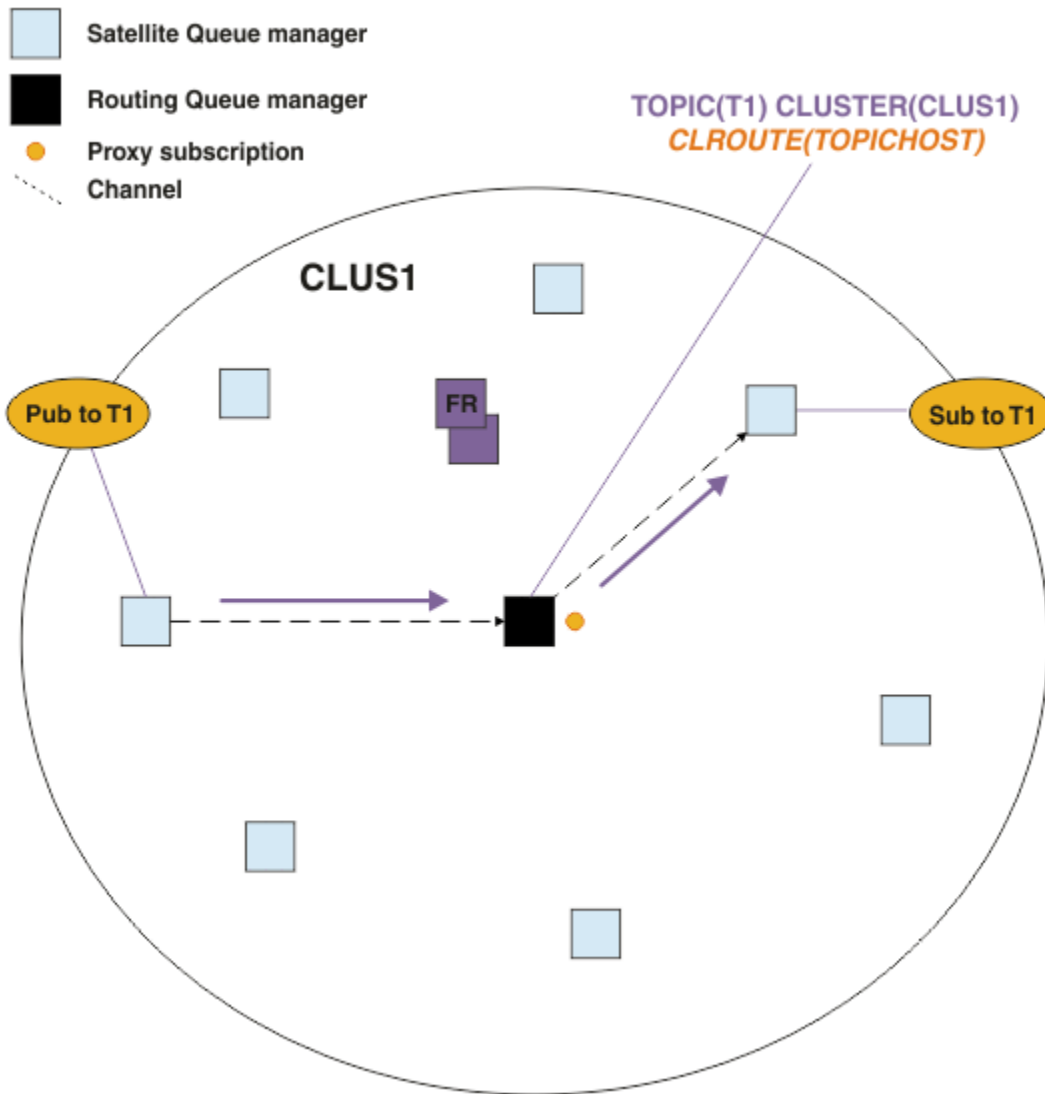 Satellite Queue manager
Routing Queue manager
Proxy subscription
Channel
TOPIC(T1) CLUSTER(CLUS1)
CLROUTE(TOPICHOST)
CLUS1
FR
Pub to T1
Sub to T1